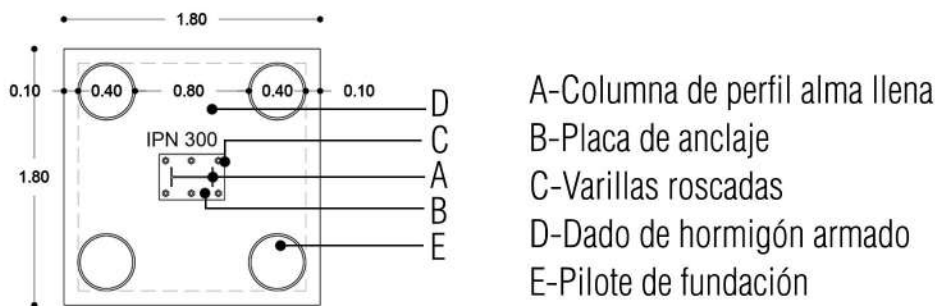 1.80
0.10 0.40 0.80 0.40 0.10
D
IPN 300
C
1.80
A
B
E
A-Columna de perfil alma llena
B-Placa de anclaje
C-Varillas roscadas
D-Dado de hormigón armado
E-Pilote de fundación